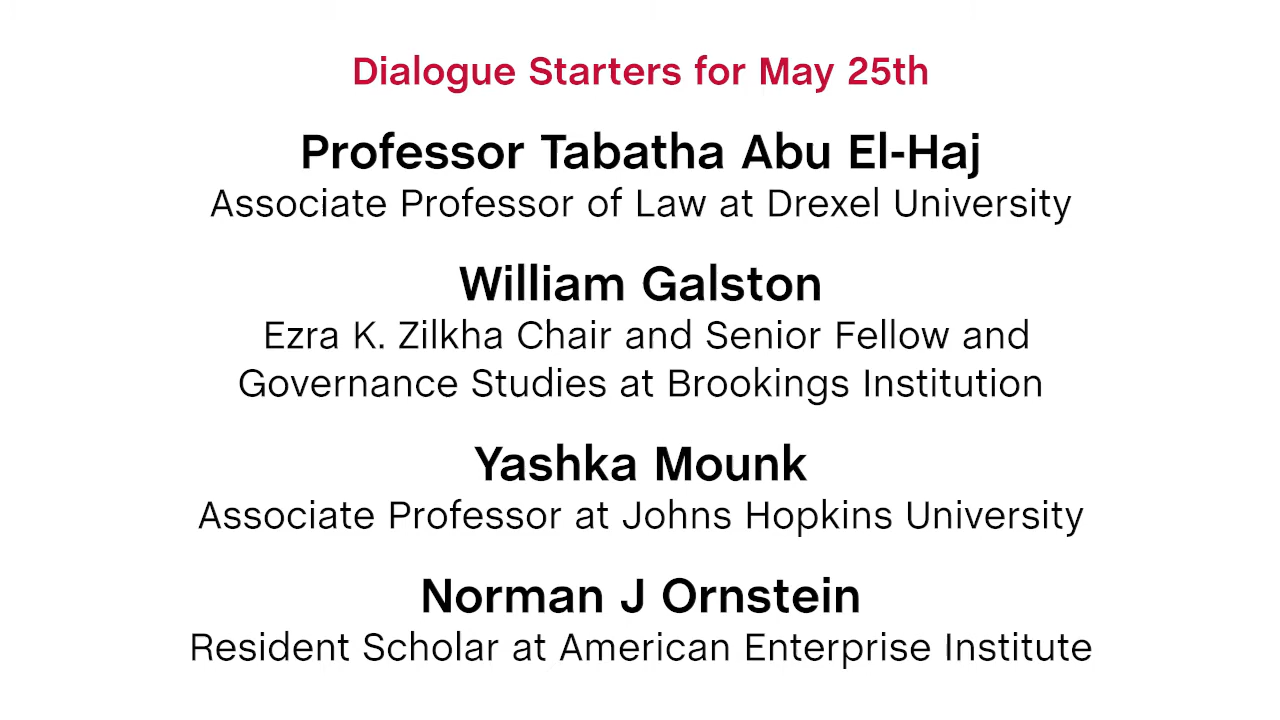 Dialogue Starters for May 25th
Professor Tabatha Abu El-Haj
Associate Professor of Law at Drexel University
William Galston
Ezra K. Zilkha Chair and Senior Fellow and
Governance Studies at Brookings Institution
Yashka Mounk
Associate Professor at Johns Hopkins University
Norman J Ornstein
Resident Scholar at American Enterprise Institute